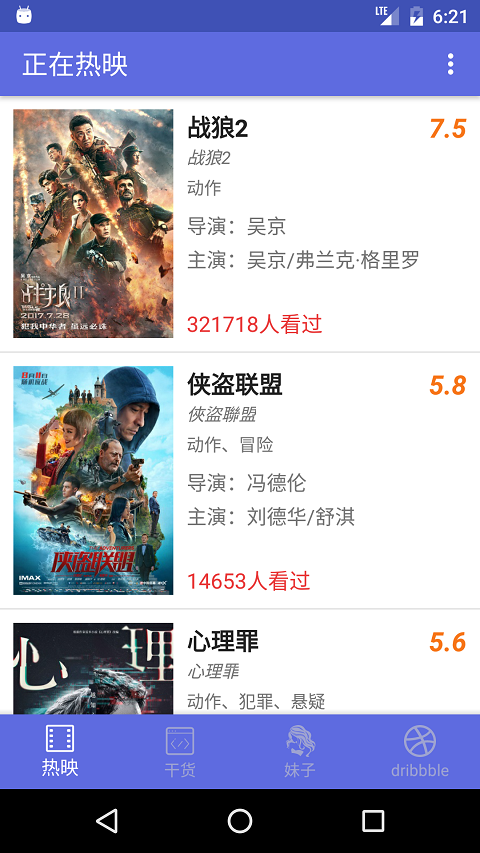 LTE 6:21
正在热映
战狼2 7.5
战狼2
动作
导演：吴京
主演：吴京/弗兰克·格里罗
321718人看过
吴京
战狼II
2017.7.28
犯我中华者 虽远必诛
侠盗联盟 5.8
俠盜聯盟
动作、冒险
导演：冯德伦
主演：刘德华/舒淇
14653人看过
8月11日
侠盗联盟
IMAX
心理罪 5.6
心理罪
动作、犯罪、悬疑
心理
热映 干货 妹子 dribbble